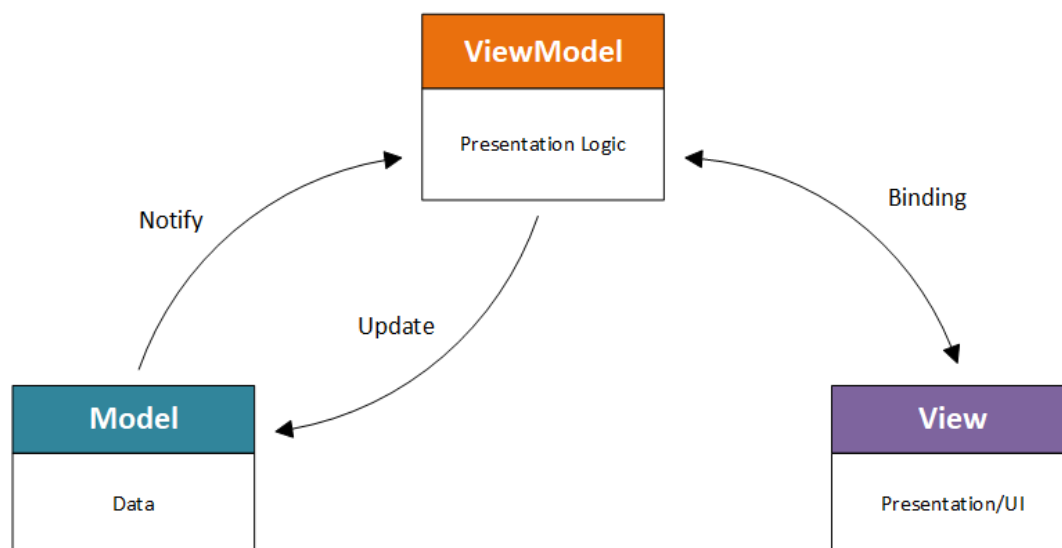 ViewModel
Presentation Logic
Notify
Binding
Update
Model
Data
View
Presentation/UI